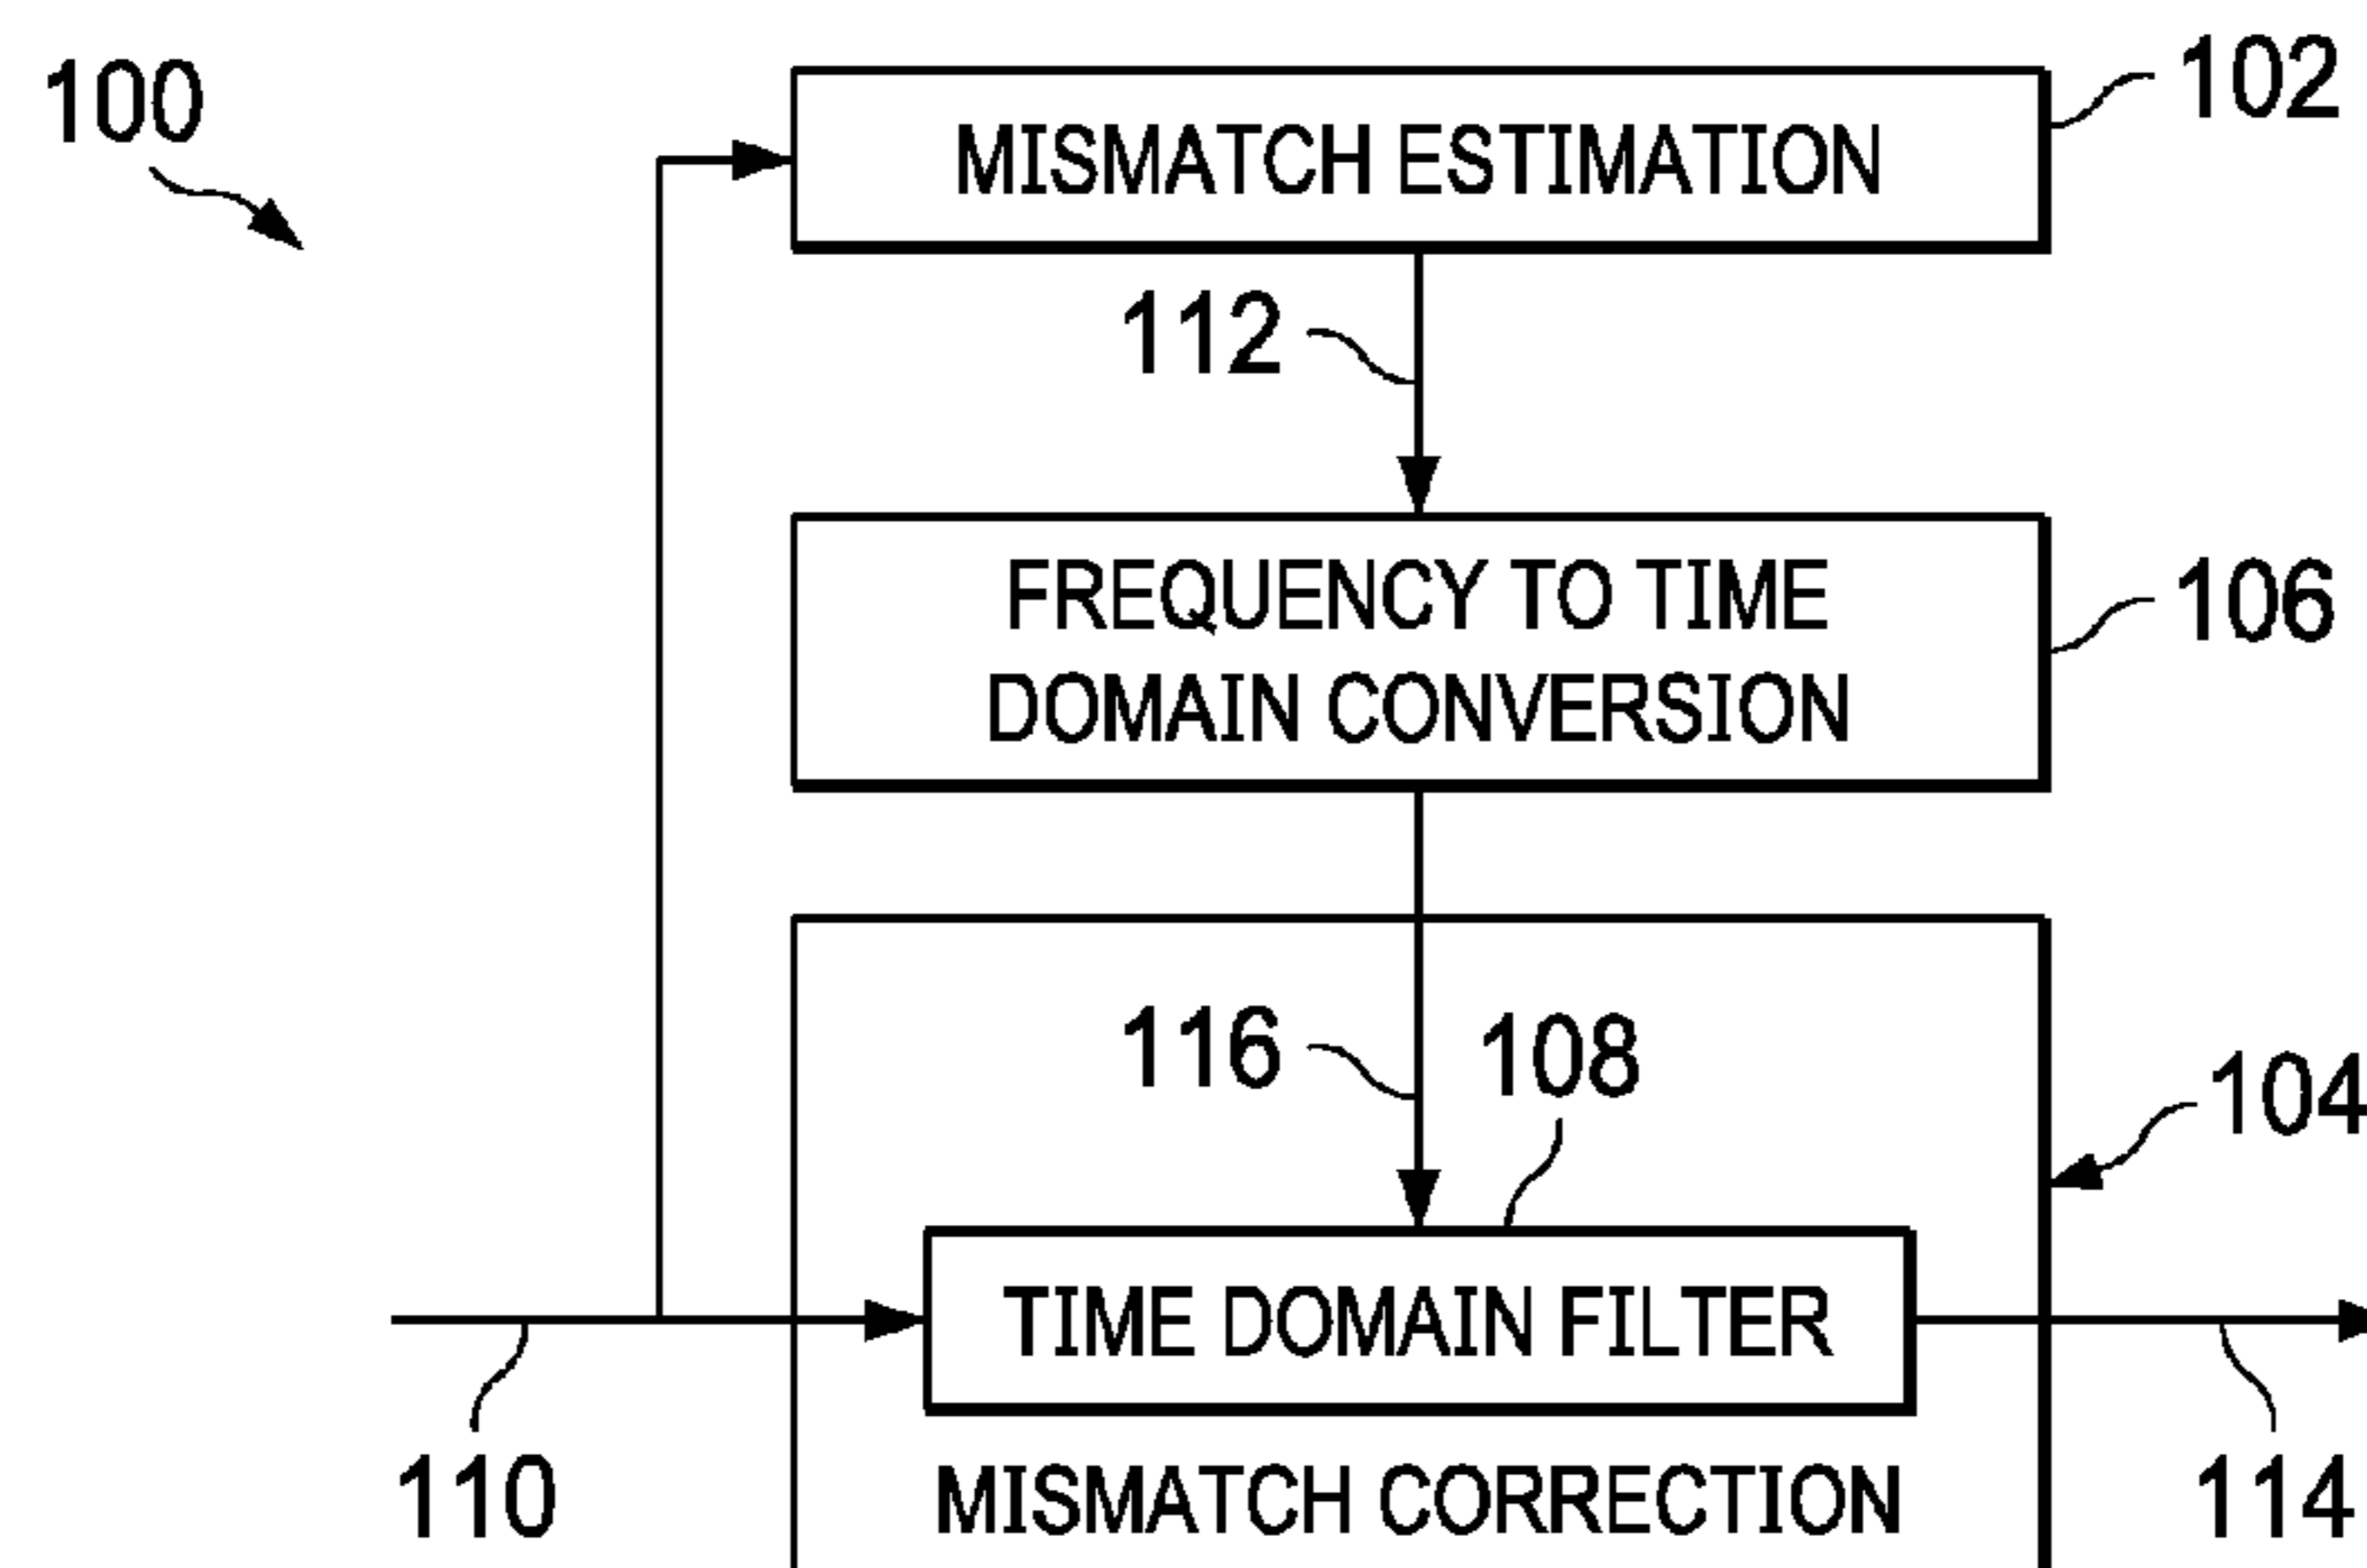 100
102
MISMATCH ESTIMATION
112
FREQUENCY TO TIME
DOMAIN CONVERSION
106
116
108
104
TIME DOMAIN FILTER
110
MISMATCH CORRECTION
114